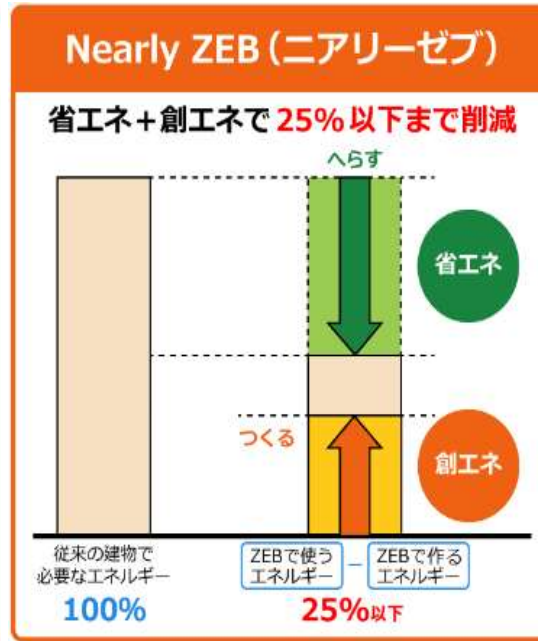 Nearly ZEB（ニアリーゼブ）
省エネ＋創エネで 25％以下まで削減
へらす
省エネ
つくる
創エネ
従来の建物で
必要なエネルギー
100%
ZEBで使う
エネルギー
－
ZEBで作る
エネルギー
25%以下